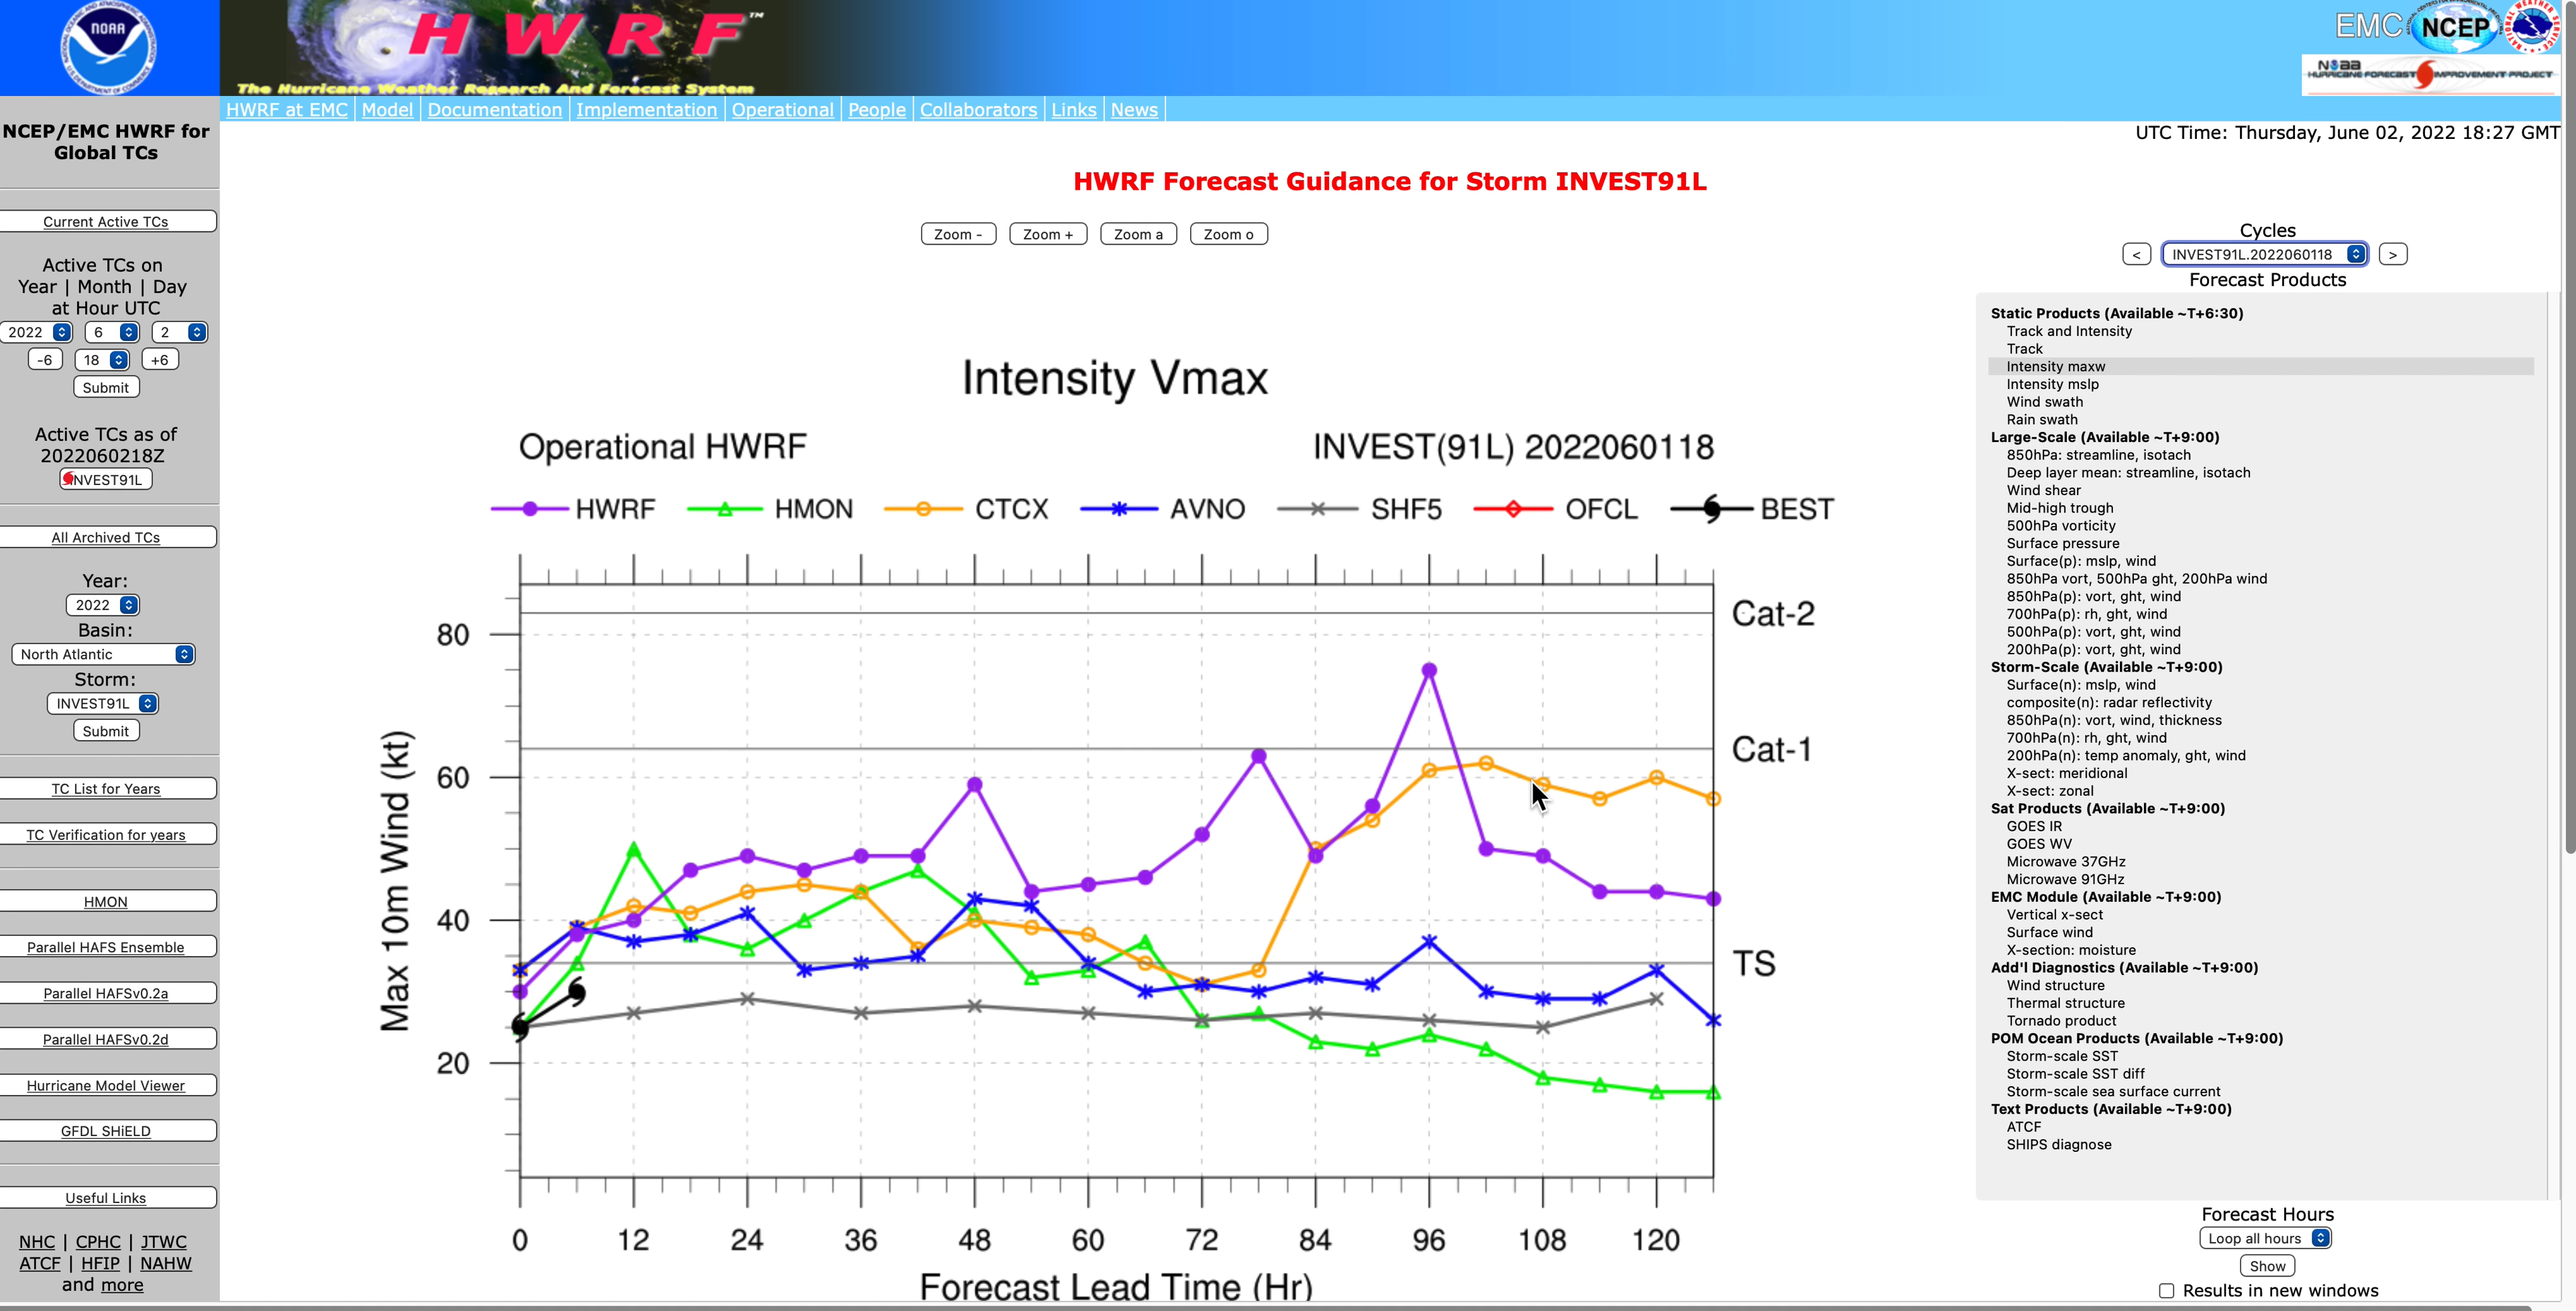 NOAA
HWRF™
The Hurricane Weather Research And Forecast System
EMC NCEP
NOAA
HURRICANE FORECAST IMPROVEMENT PROJECT
HWRF at EMC | Model | Documentation | Implementation | Operational | People | Collaborators | Links | News
UTC Time: Thursday, June 02, 2022 18:27 GMT
NCEP/EMC HWRF for
Global TCs
Current Active TCs
Active TCs on
Year | Month | Day
at Hour UTC
2022 6 2
-6 18 +6
Submit
Active TCs as of
2022060218Z
INVEST91L
All Archived TCs
Year:
2022
Basin:
North Atlantic
Storm:
INVEST91L
Submit
TC List for Years
TC Verification for years
HMON
Parallel HAFS Ensemble
Parallel HAFSv0.2a
Parallel HAFSv0.2d
Hurricane Model Viewer
GFDL SHiELD
Useful Links
NHC | CPHC | JTWC
ATCF | HFIP | NAHW
and more
HWRF Forecast Guidance for Storm INVEST91L
Zoom - Zoom + Zoom a Zoom o
Intensity Vmax
Operational HWRF INVEST(91L) 2022060118
HWRF HMON CTCX AVNO SHF5 OFCL BEST
Max 10m Wind (kt)
80
60
40
20
Cat-2
Cat-1
TS
0 12 24 36 48 60 72 84 96 108 120
Forecast Lead Time (Hr)
Cycles
< INVEST91L.2022060118 >
Forecast Products
Static Products (Available ~T+6:30)
Track and Intensity
Track
Intensity maxw
Intensity mslp
Wind swath
Rain swath
Large-Scale (Available ~T+9:00)
850hPa: streamline, isotach
Deep layer mean: streamline, isotach
Wind shear
Mid-high trough
500hPa vorticity
Surface pressure
Surface(p): mslp, wind
850hPa vort, 500hPa ght, 200hPa wind
850hPa(p): vort, ght, wind
700hPa(p): rh, ght, wind
500hPa(p): vort, ght, wind
200hPa(p): vort, ght, wind
Storm-Scale (Available ~T+9:00)
Surface(n): mslp, wind
composite(n): radar reflectivity
850hPa(n): vort, wind, thickness
700hPa(n): rh, ght, wind
200hPa(n): temp anomaly, ght, wind
X-sect: meridional
X-sect: zonal
Sat Products (Available ~T+9:00)
GOES IR
GOES WV
Microwave 37GHz
Microwave 91GHz
EMC Module (Available ~T+9:00)
Vertical x-sect
Surface wind
X-section: moisture
Add'l Diagnostics (Available ~T+9:00)
Wind structure
Thermal structure
Tornado product
POM Ocean Products (Available ~T+9:00)
Storm-scale SST
Storm-scale SST diff
Storm-scale sea surface current
Text Products (Available ~T+9:00)
ATCF
SHIPS diagnose
Forecast Hours
Loop all hours
Show
Results in new windows